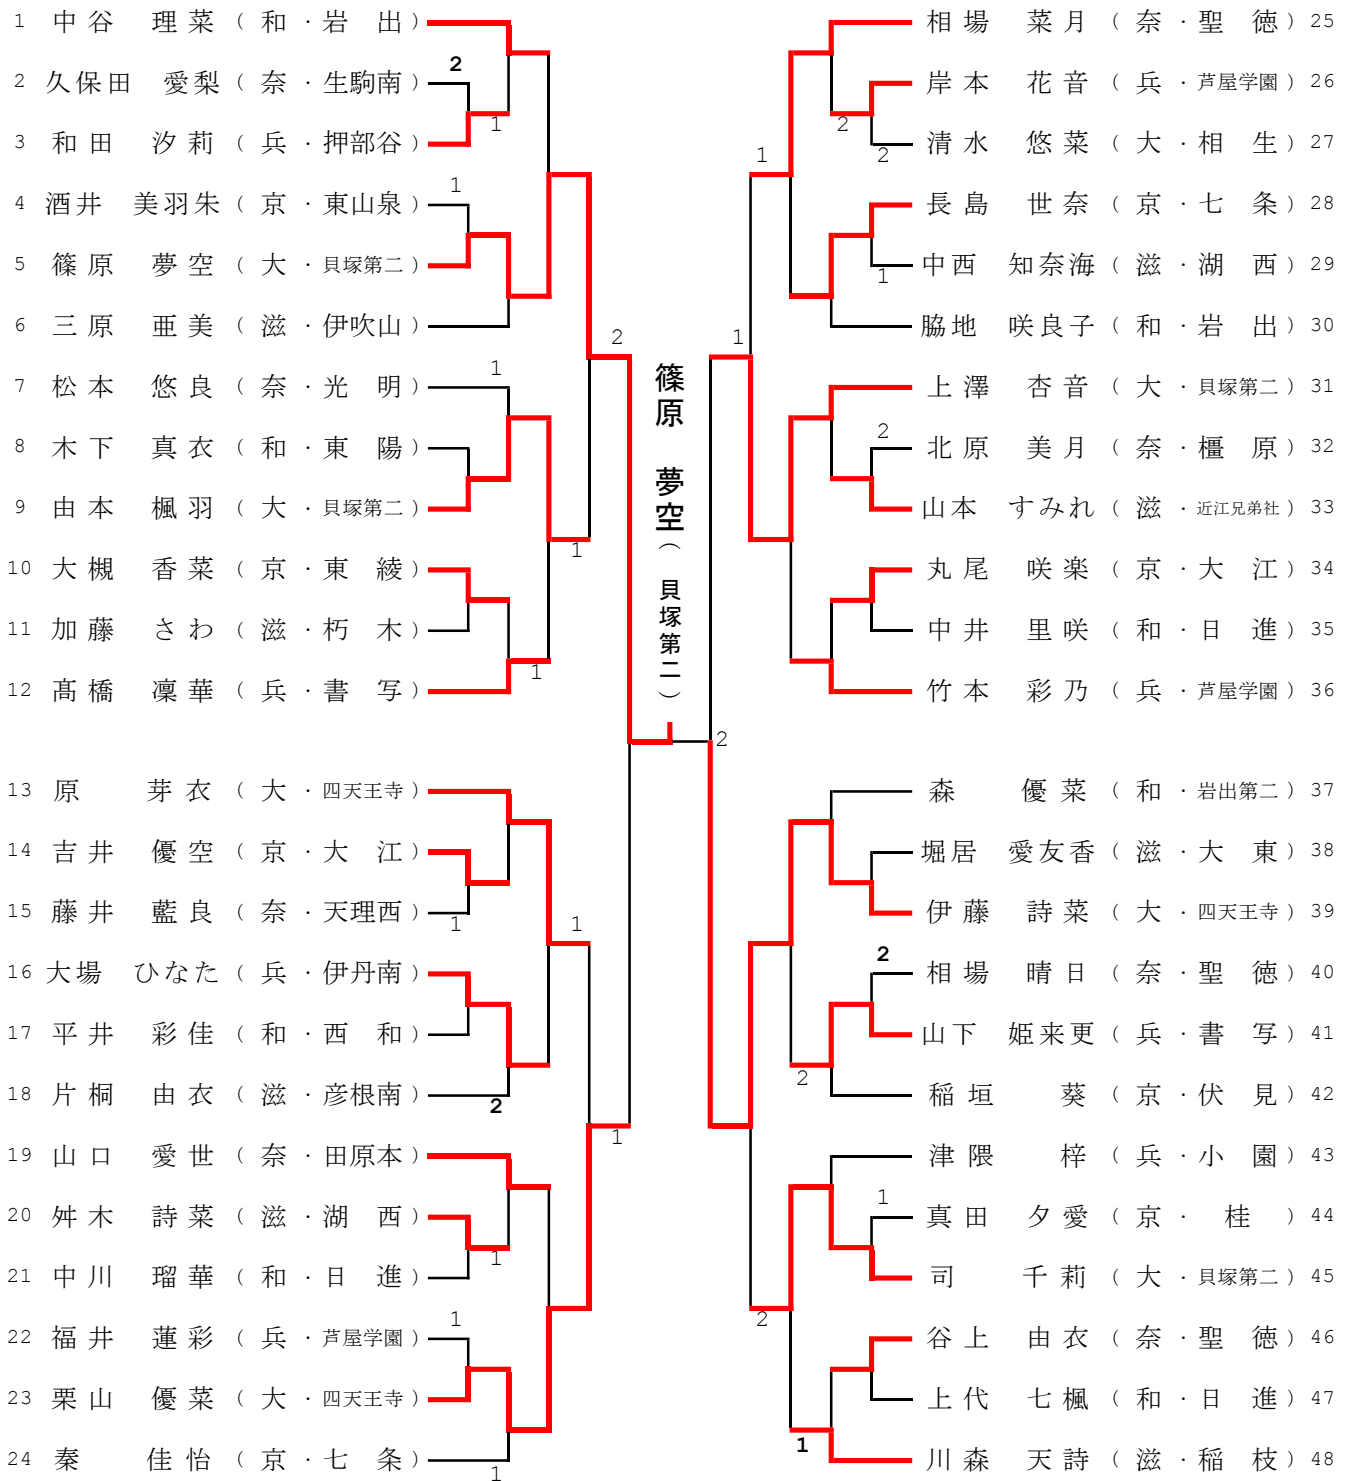 1 中谷 理菜 (和・岩 出)
2
2 久保田 愛梨 (奈・生駒南)
1
3 和田 汐莉 (兵・押部谷)
1
4 酒井 美羽朱 (京・東山泉)
5 篠原 夢空 (大・貝塚第二)
6 三原 亜美 (滋・伊吹山)
2
1
7 松本 悠良 (奈・光 明)
8 木下 真衣 (和・東 陽)
9 由本 楓羽 (大・貝塚第二)
1
10 大槻 香菜 (京・東 綾)
11 加藤 さわ (滋・朽 木)
1
12 髙橋 凜華 (兵・書 写)
13 原 芽衣 (大・四天王寺)
14 吉井 優空 (京・大 江)
15 藤井 藍良 (奈・天理西)
1
1
16 大場 ひなた (兵・伊丹南)
17 平井 彩佳 (和・西 和)
18 片桐 由衣 (滋・彦根南)
2
1
19 山口 愛世 (奈・田原本)
20 舛木 詩菜 (滋・湖 西)
1
21 中川 瑠華 (和・日 進)
1
22 福井 蓮彩 (兵・芦屋学園)
23 栗山 優菜 (大・四天王寺)
24 秦 佳怡 (京・七 条)
1
篠原 夢空(貝塚第二)
2
相場 菜月 (奈・聖 徳) 25
岸本 花音 (兵・芦屋学園) 26
2
清水 悠菜 (大・相 生) 27
2
1
長島 世奈 (京・七 条) 28
中西 知奈海 (滋・湖 西) 29
1
脇地 咲良子 (和・岩 出) 30
1
上澤 杏音 (大・貝塚第二) 31
2
北原 美月 (奈・橿 原) 32
山本 すみれ (滋・近江兄弟社) 33
丸尾 咲楽 (京・大 江) 34
中井 里咲 (和・日 進) 35
竹本 彩乃 (兵・芦屋学園) 36
森 優菜 (和・岩出第二) 37
堀居 愛友香 (滋・大 東) 38
伊藤 詩菜 (大・四天王寺) 39
2
相場 晴日 (奈・聖 徳) 40
山下 姫来更 (兵・書 写) 41
2
稲垣 葵 (京・伏 見) 42
津隈 梓 (兵・小 園) 43
1
真田 夕愛 (京・ 桂 ) 44
司 千莉 (大・貝塚第二) 45
2
谷上 由衣 (奈・聖 徳) 46
上代 七楓 (和・日 進) 47
1
川森 天詩 (滋・稲 枝) 48